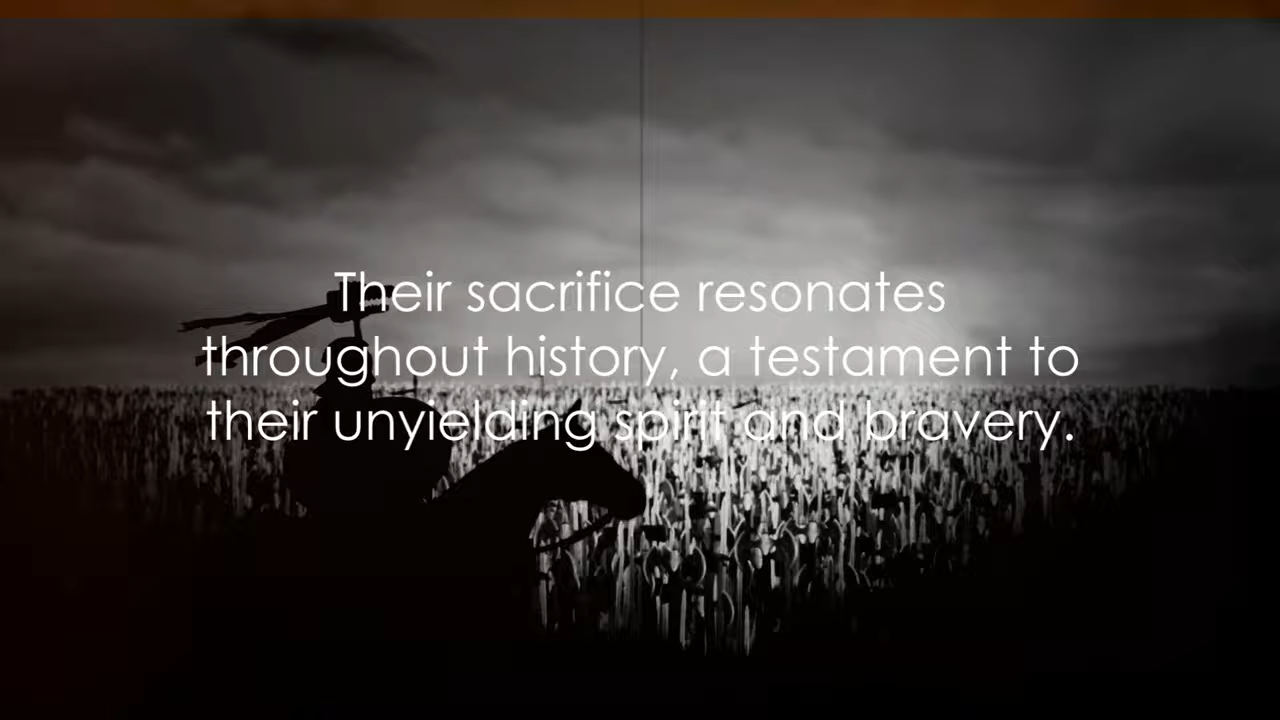 Their sacrifice resonates
throughout history, a testament to
their unyielding spirit and bravery.